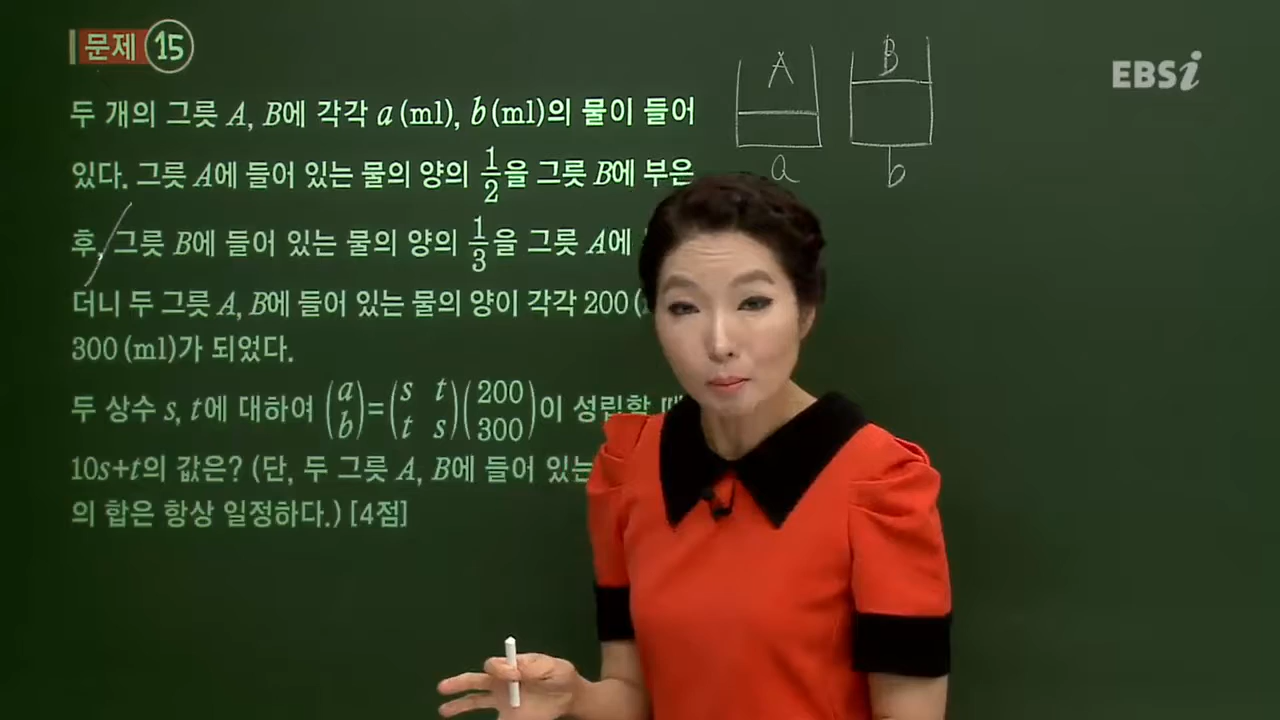 문제 15
두 개의 그릇 A, B에 각각 a(ml), b(ml)의 물이 들어
있다. 그릇 A에 들어 있는 물의 양의 1/2을 그릇 B에 부은
후, 그릇 B에 들어 있는 물의 양의 1/3을 그릇 A에
더니 두 그릇 A, B에 들어 있는 물의 양이 각각 200(
300(ml)가 되었다.
두 상수 s, t에 대하여 (a b)=(s t t s)(200 300)이 성립할
10s+t의 값은? (단, 두 그릇 A, B에 들어 있는
의 합은 항상 일정하다.) [4점]
A B
a b
EBSi